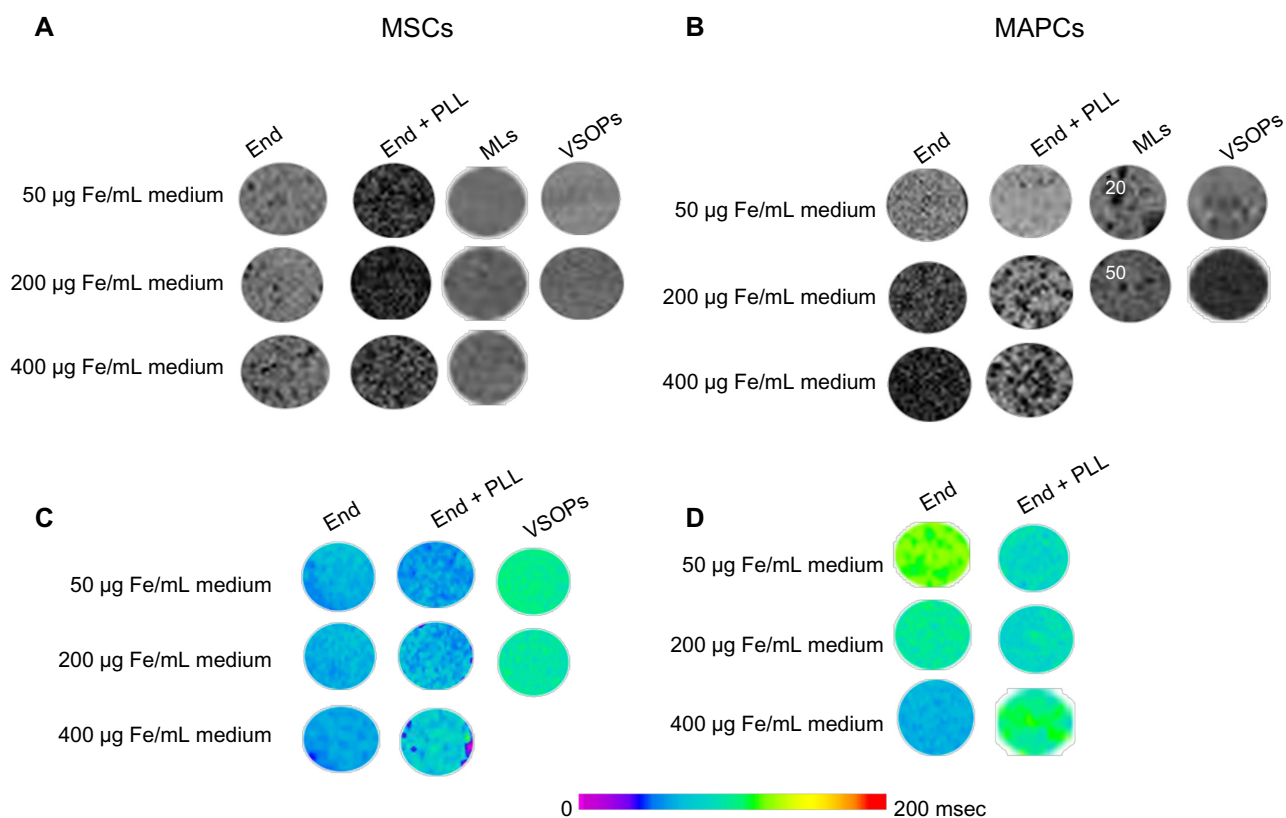 A
MSCs
End
End + PLL
MLs
VSOPs
50 µg Fe/mL medium
200 µg Fe/mL medium
400 µg Fe/mL medium
B
MAPCs
End
End + PLL
MLs
VSOPs
50 µg Fe/mL medium
20
200 µg Fe/mL medium
50
400 µg Fe/mL medium
C
End
End + PLL
VSOPs
50 µg Fe/mL medium
200 µg Fe/mL medium
400 µg Fe/mL medium
D
End
End + PLL
50 µg Fe/mL medium
200 µg Fe/mL medium
400 µg Fe/mL medium
0
200 msec